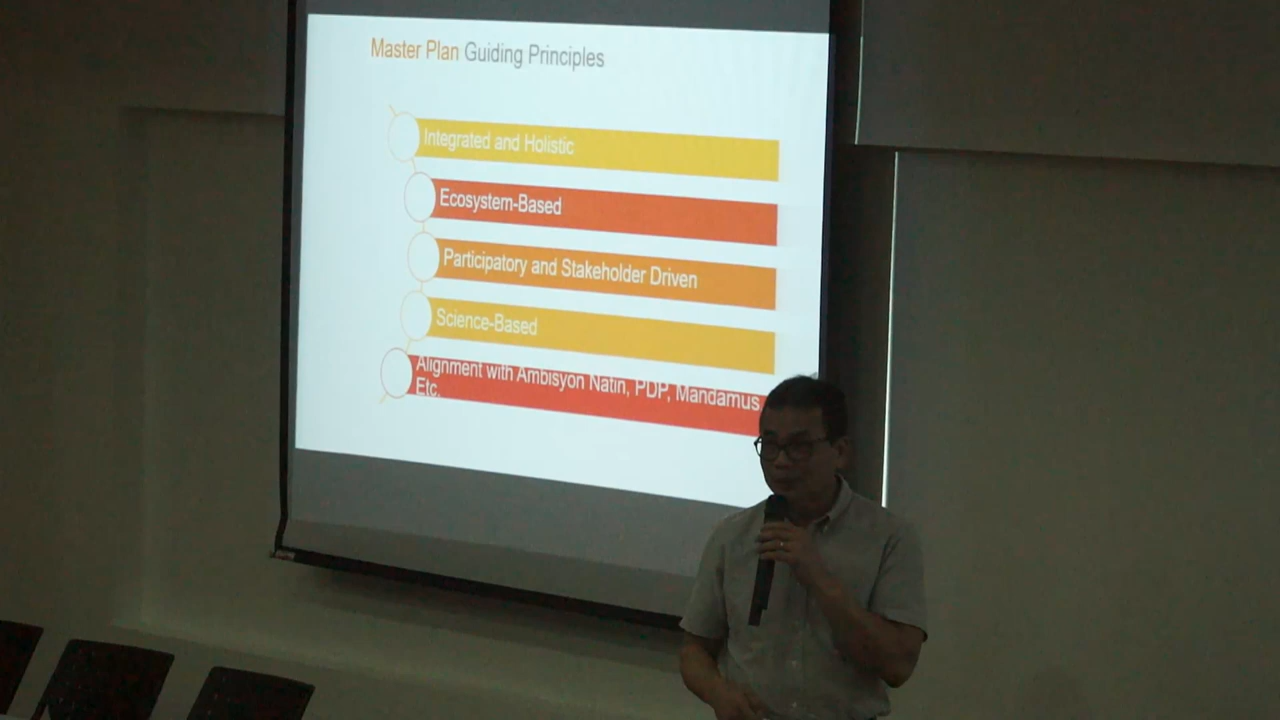 Master Plan Guiding Principles
Integrated and Holistic
Ecosystem-Based
Participatory and Stakeholder Driven
Science-Based
Alignment with Ambisyon Natin, PDP, Mandamus
Etc.